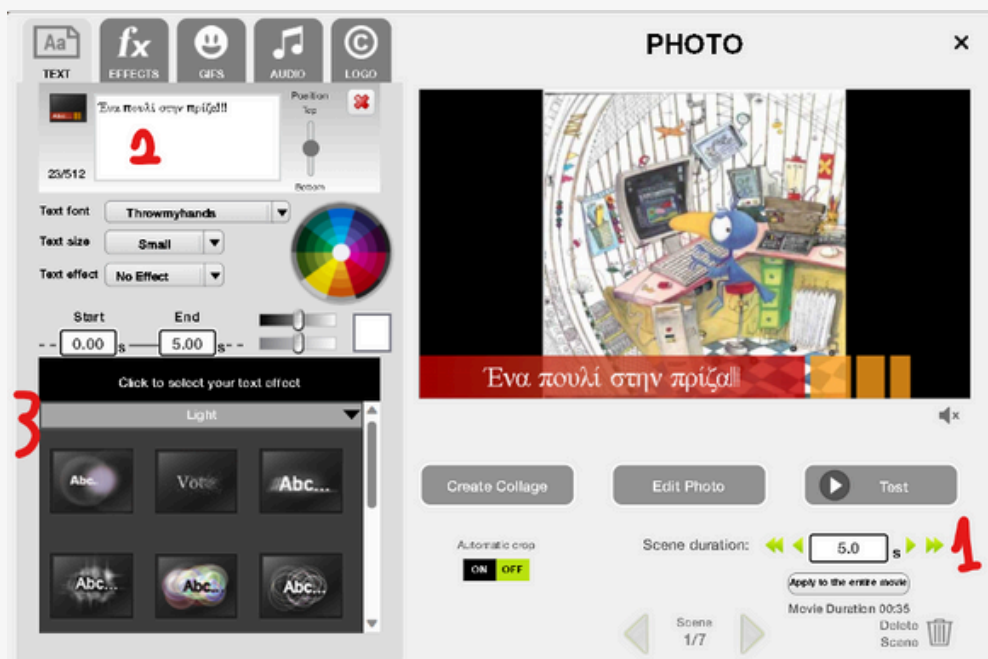 Aa
fx
©
TEXT
EFFECTS
GIFS
AUDIO
LOGO
Ένα πουλί στην πρίζα!!!
2
23/512
Position
Top
Bottom
Text font
Throwmyhands
Text size
Small
Text effect
No Effect
Start
End
0.00 s
5.00 s
Click to select your text effect
3
Light
Abc...
Vote
Abc...
Abc...
Abc...
Abc...
PHOTO
×
Ένα πουλί στην πρίζα!!!
Create Collage
Edit Photo
Test
Automatic crop
ON OFF
Scene duration:
5.0 s
1
Apply to the entire movie
Movie Duration 00:35
Scene
1/7
Delete
Scene